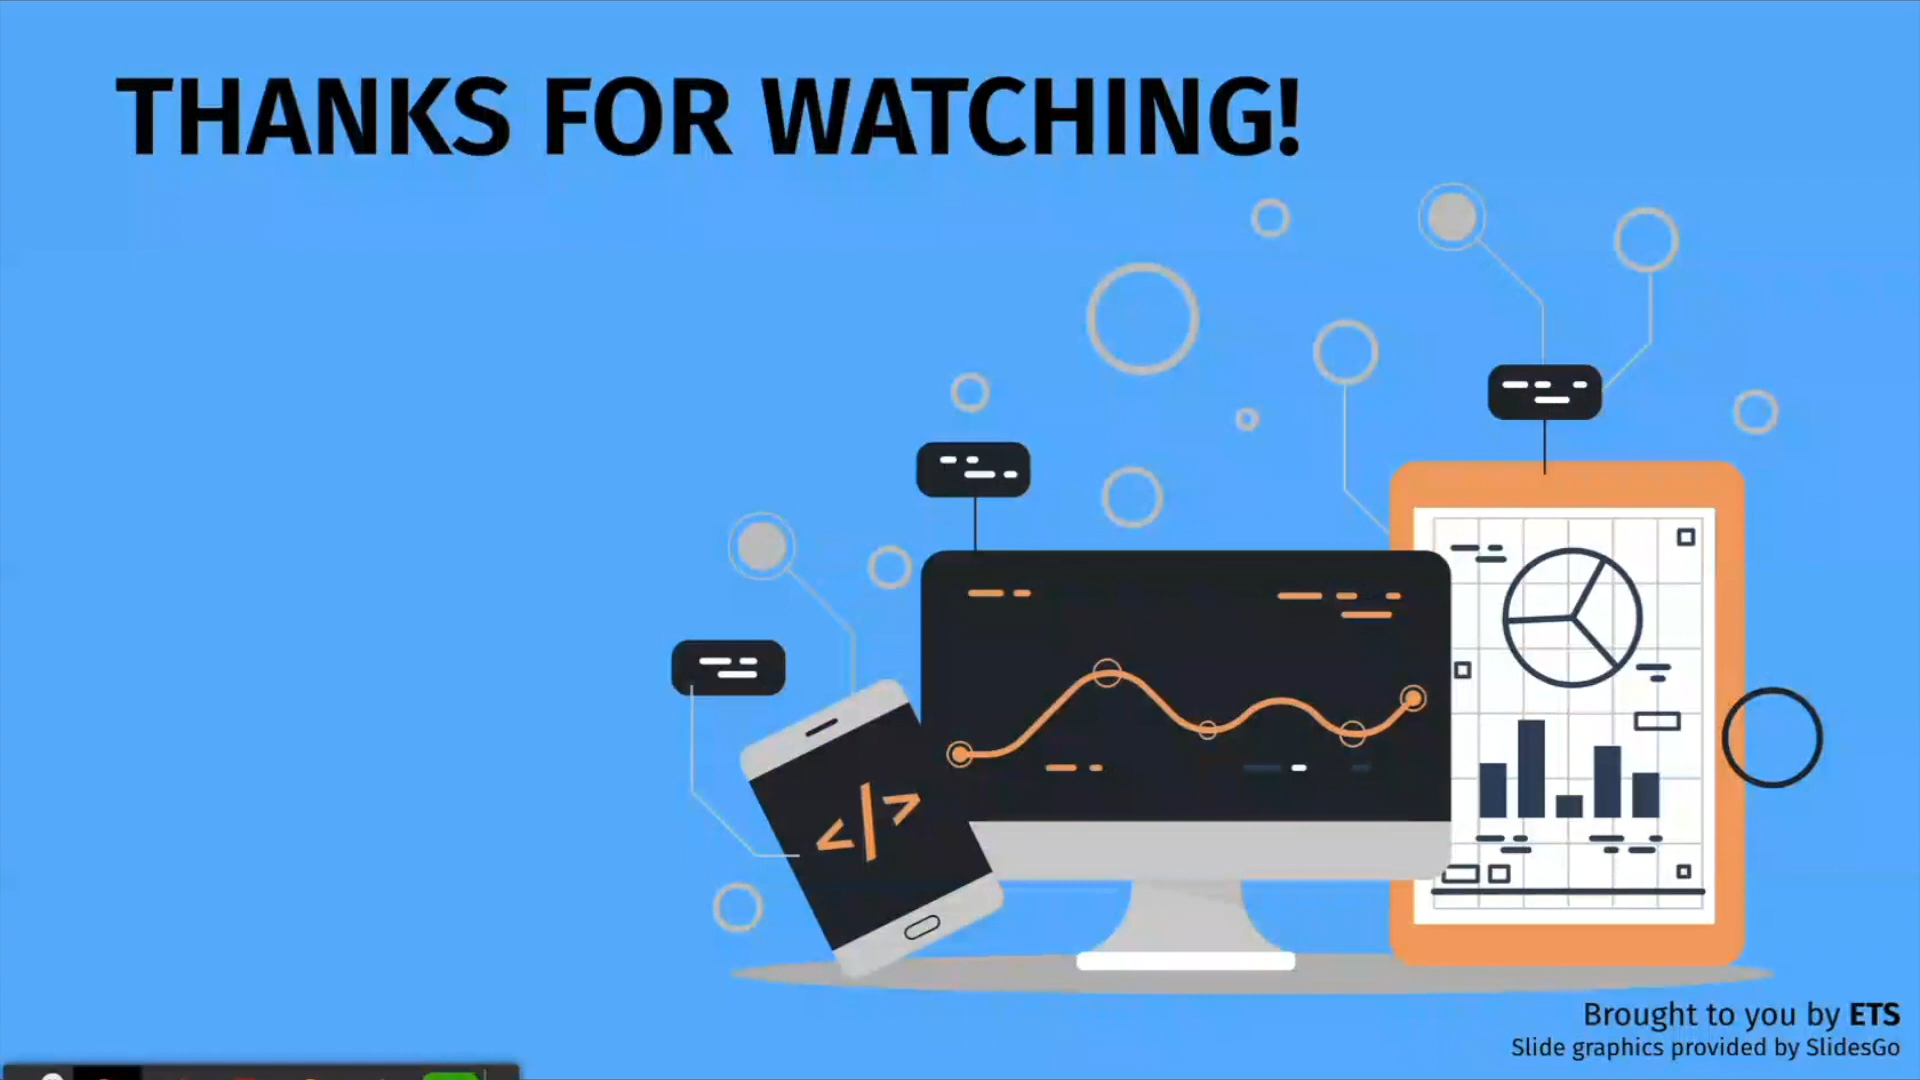 THANKS FOR WATCHING!
</>
Brought to you by ETS
Slide graphics provided by SlidesGo